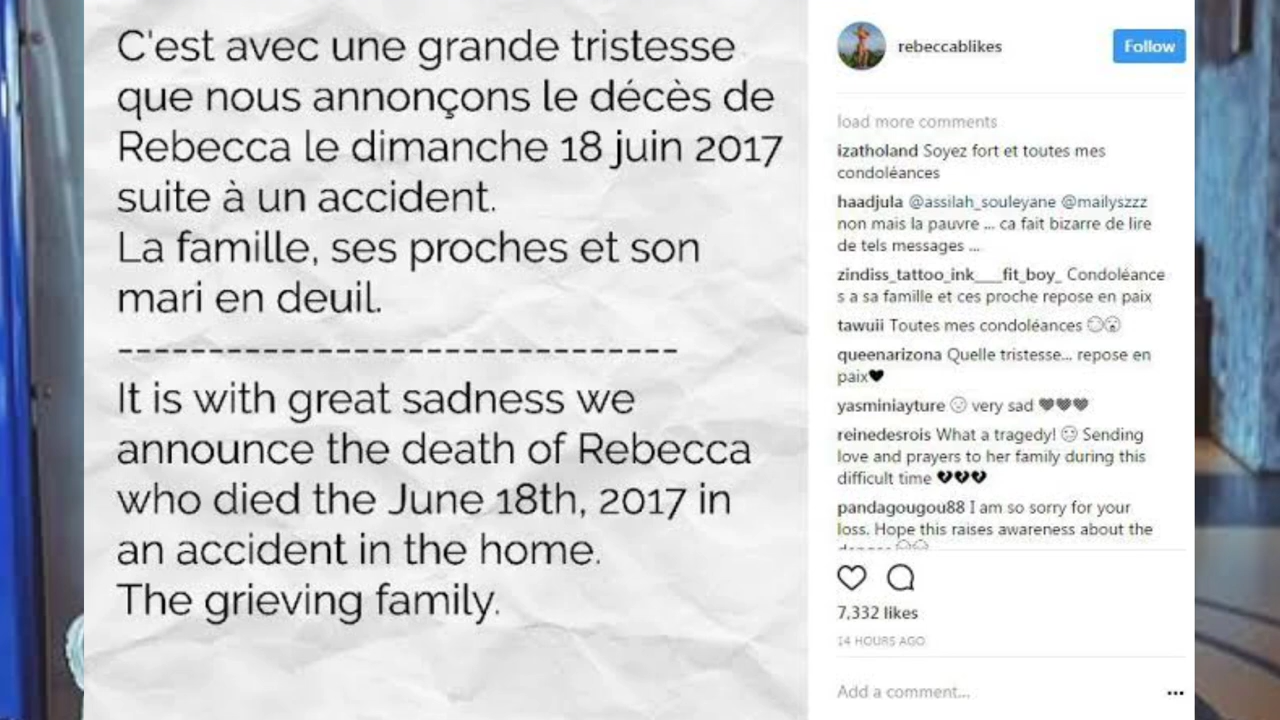 C'est avec une grande tristesse
que nous annonçons le décès de
Rebecca le dimanche 18 juin 2017
suite à un accident.
La famille, ses proches et son
mari en deuil.
--------------------------------
It is with great sadness we
announce the death of Rebecca
who died the June 18th, 2017 in
an accident in the home.
The grieving family.
rebeccablikes
Follow
load more comments
izatholand Soyez fort et toutes mes
condoléances
haadjula @assilah_souleyane @mailyszzz
non mais la pauvre ... ca fait bizarre de lire
de tels messages ...
zindiss_tattoo_ink___fit_boy_ Condoléance
s a sa famille et ces proche repose en paix
tawuii Toutes mes condoléances
queenarizona Quelle tristesse... repose en
paix🖤
yasminiayture very sad
reinedesrois What a tragedy! Sending
love and prayers to her family during this
difficult time
pandagougou88 I am so sorry for your
loss. Hope this raises awareness about the
7,332 likes
14 HOURS AGO
Add a comment...